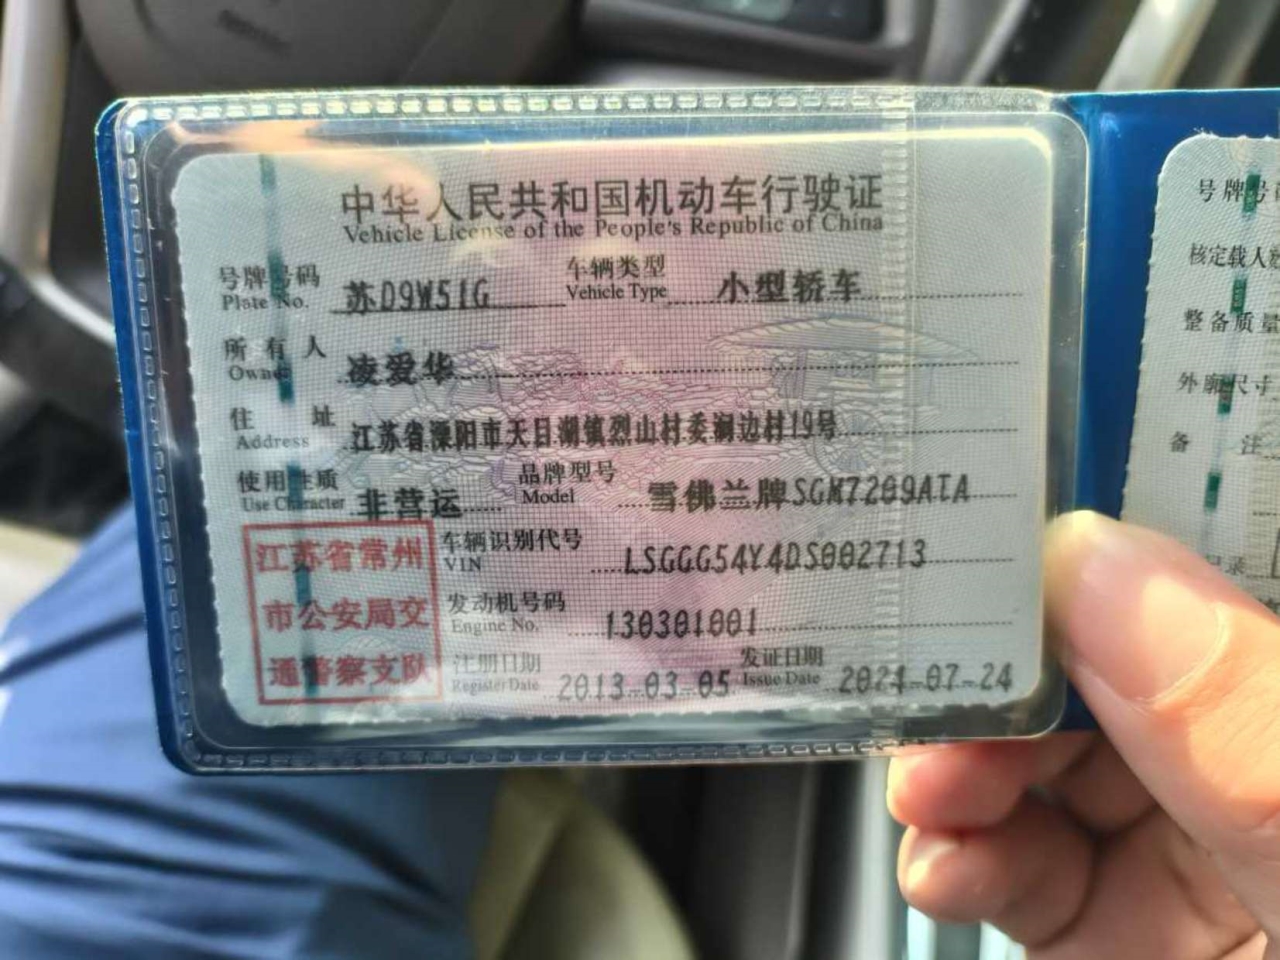 中华人民共和国机动车行驶证
Vehicle License of the People's Republic of China
号牌号码 苏D9W51G 车辆类型 小型轿车
Plate No. Vehicle Type
所有人 凌爱华
Owner
住址 江苏省溧阳市天目湖镇烈山村委涧边村19号
Address
使用性质 非营运 品牌型号 雪佛兰牌SGM7209ATA
Use Character Model
江苏省常州
市公安局交
通警察支队
车辆识别代号 LSGGG54Y4DS002713
VIN
发动机号码 130301001
Engine No.
注册日期 2013-03-05 发证日期 2024-07-24
Register Date Issue Date
号牌号
核定载人
整备质量
外廓尺寸
备注